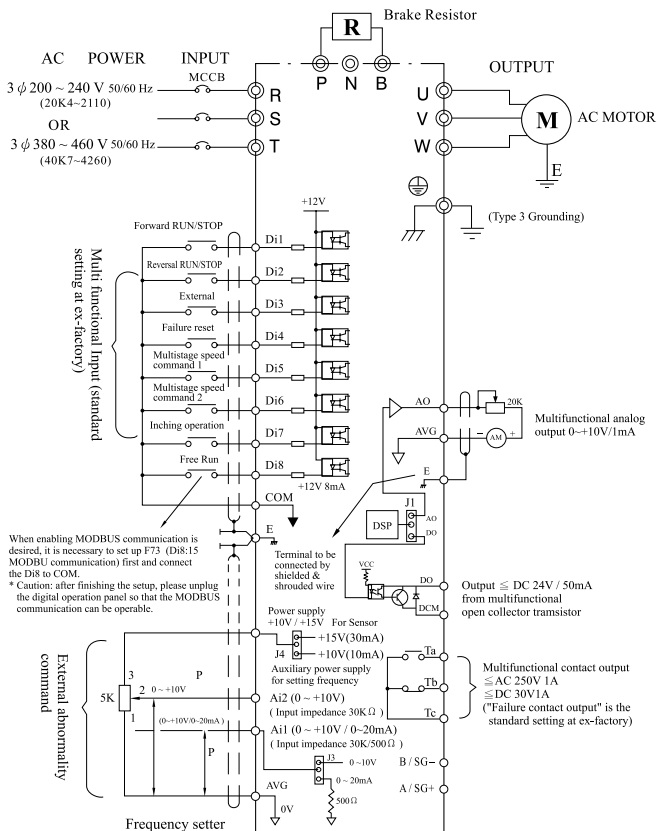 Brake Resistor
R
AC POWER INPUT
MCCB
3 ϕ 200 ~ 240 V 50/60 Hz
(20K4~2110)
OR
3 ϕ 380 ~ 460 V 50/60 Hz
(40K7~4260)
R
S
T
P N B
OUTPUT
U
V
W
M
AC MOTOR
E
(Type 3 Grounding)
+12V
Multi functional Input (standard
setting at ex-factory)
Forward RUN/STOP
Di1
Reversal RUN/STOP
Di2
External
Di3
Failure reset
Di4
Multistage speed
command 1
Di5
Multistage speed
command 2
Di6
Inching operation
Di7
Free Run
Di8
+12V 8mA
COM
E
When enabling MODBUS communication is
desired, it is necessary to set up F73 (Di8:15
MODBU communication) first and connect
the Di8 to COM.
* Caution: after finishing the setup, please unplug
the digital operation panel so that the MODBUS
communication can be operable.
Terminal to be
connected by
shielded &
shrouded wire
AO
20K
AVG
AM
- +
Multifunctional analog
output 0~+10V/1mA
E
J1
DSP
AO
DO
VCC
DO
DCM
Output ≦ DC 24V / 50mA
from multifunctional
open collector tramsistor
Power supply
+10V / +15V For Sensor
+15V(30mA)
J4
+10V(10mA)
Auxiliary power supply
for setting frequency
External abnormality
command
5K
3
2
1
0 ~ +10V
P
Ai2 (0 ~ +10V)
( Input impedance 30KΩ )
(0~+10V/0~20mA)
Ai1 (0 ~ +10V / 0~20mA)
( Input impedance 30K/500Ω )
P
J3
0 ~10V
0 ~ 20mA
500Ω
AVG
0V
Frequency setter
Ta
Tb
Tc
Multifunctional contact output
≦AC 250V 1A
≦DC 30V1A
("Failure contact output" is the
standard setting at ex-factory)
B / SG−
A / SG+